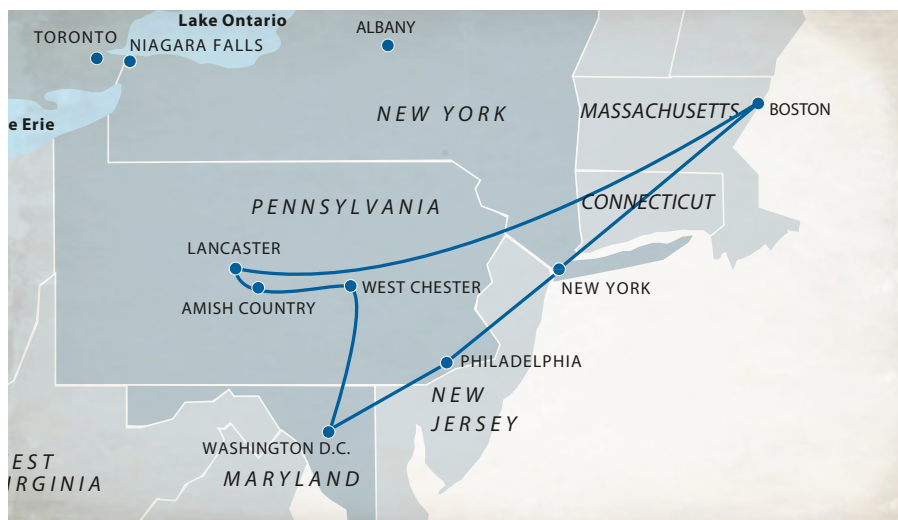 Lake Ontario
TORONTO
NIAGARA FALLS
ALBANY
e Erie
NEW YORK
MASSACHUSETTS
BOSTON
PENNSYLVANIA
CONNECTICUT
LANCASTER
AMISH COUNTRY
WEST CHESTER
NEW YORK
PHILADELPHIA
NEW
JERSEY
WASHINGTON D.C.
MARYLAND
EST
IRGINIA